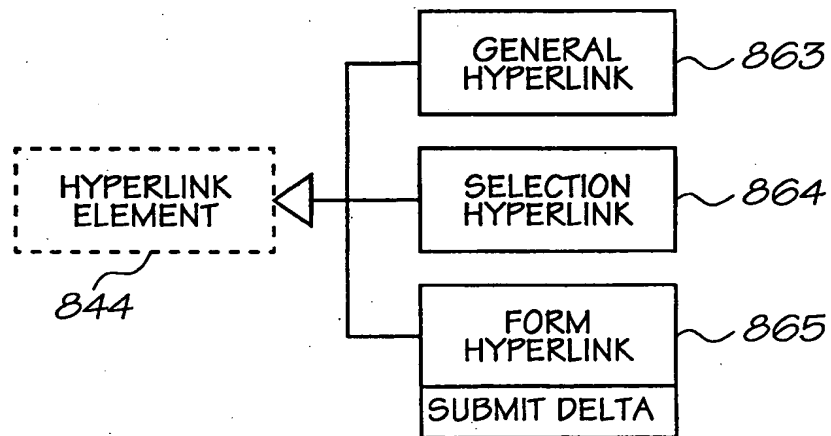 GENERAL
HYPERLINK
863
HYPERLINK
ELEMENT
844
SELECTION
HYPERLINK
864
FORM
HYPERLINK
865
SUBMIT DELTA